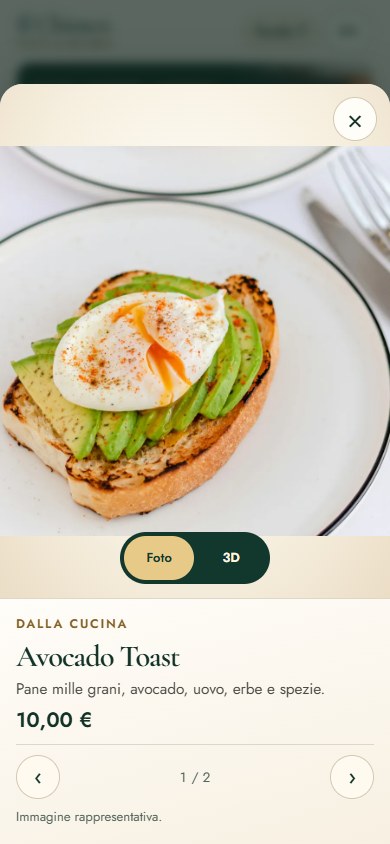 ×
Foto
3D
DALLA CUCINA
Avocado Toast
Pane mille grani, avocado, uovo, erbe e spezie.
10,00 €
‹ 1 / 2 ›
Immagine rappresentativa.